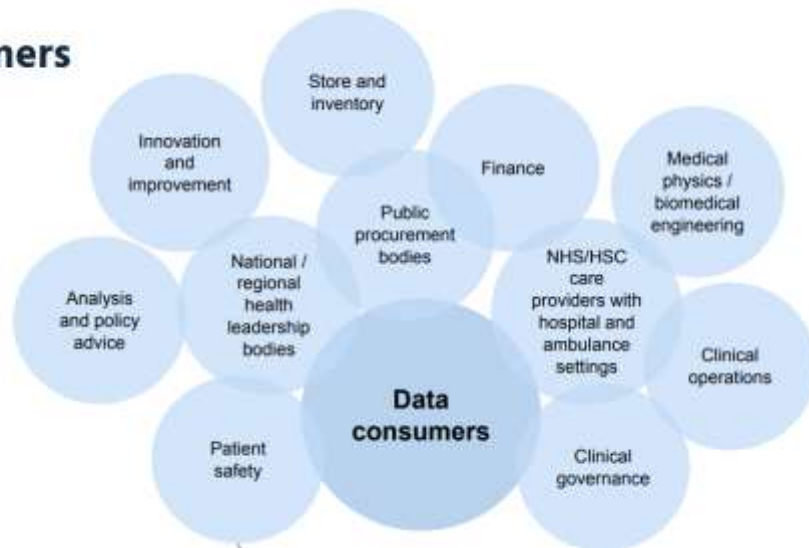 ners
Store and
inventory
Innovation
and
improvement
Finance
Medical
physics /
biomedical
engineering
Public
procurement
bodies
National /
regional
health
leadership
bodies
NHS/HSC
care
providers with
hospital and
ambulance
settings
Analysis
and policy
advice
Clinical
operations
Data
consumers
Patient
safety
Clinical
governance